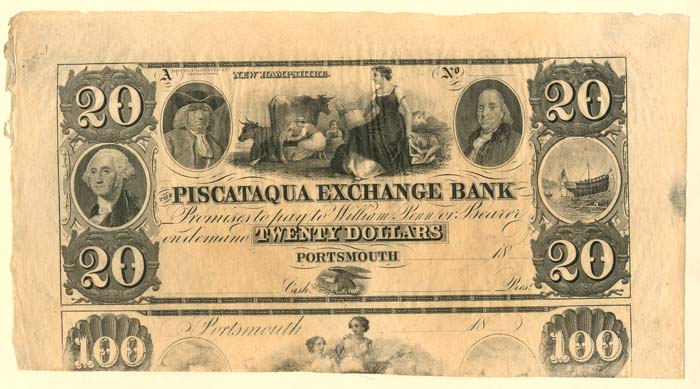 A
NEW HAMPSHIRE.
No
20
20
THE PISCATAQUA EXCHANGE BANK
Promises to pay to William Penn or Bearer
on demand TWENTY DOLLARS
PORTSMOUTH 18
20
20
Cash. Pres.
100
Portsmouth 18
100